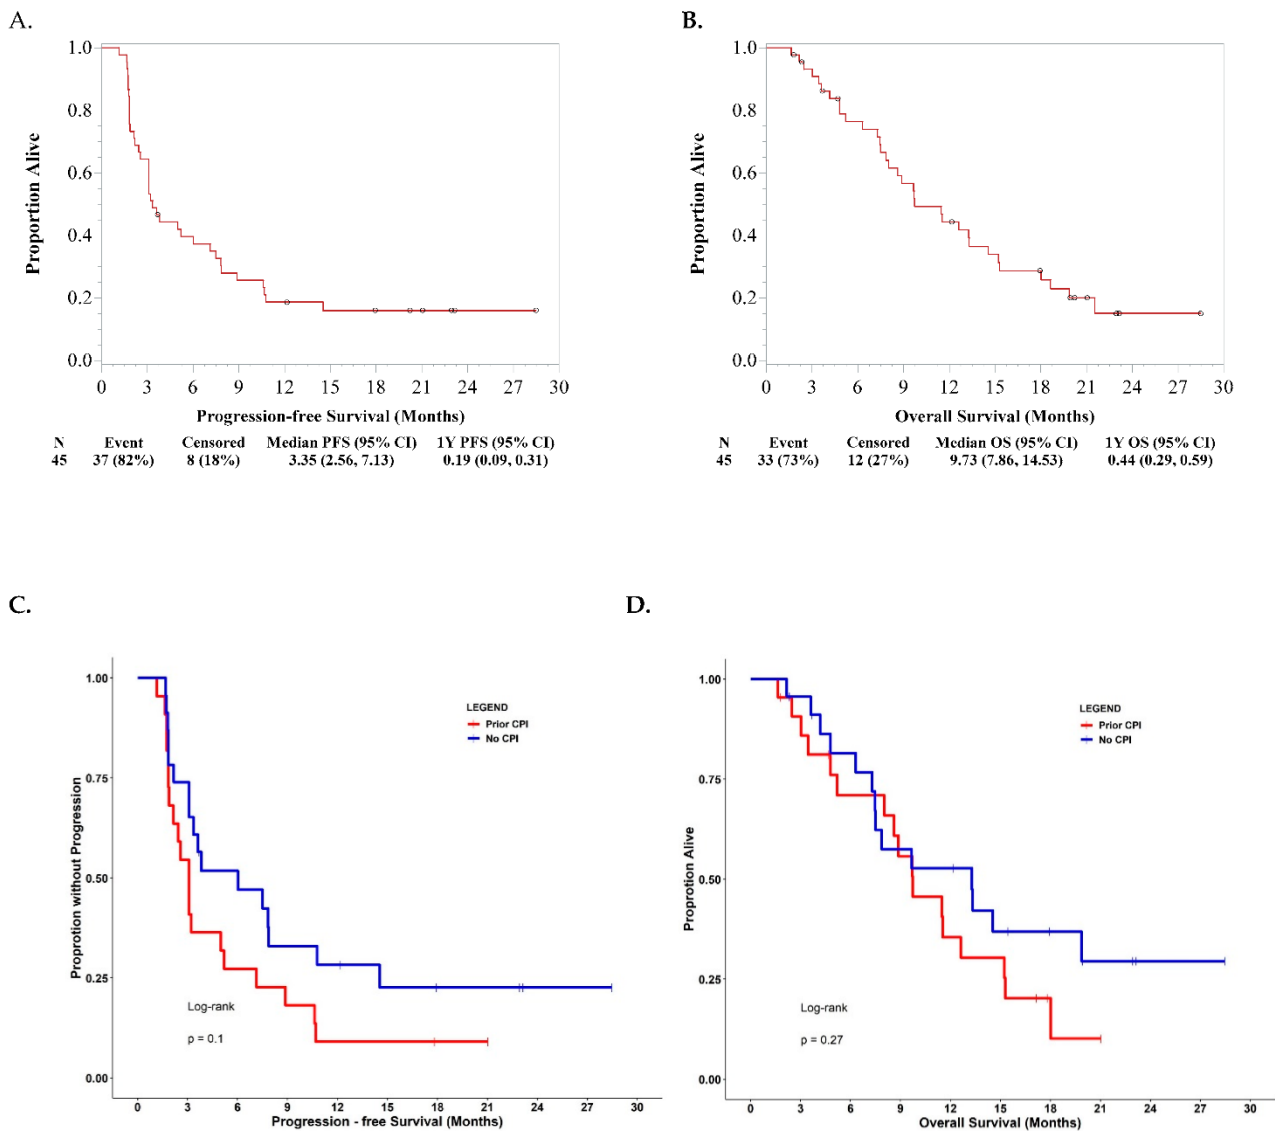 A.
B.
1.0
0.8
0.6
0.4
0.2
0.0
Proportion Alive
0 3 6 9 12 15 18 21 24 27 30
Progression-free Survival (Months)
N Event Censored Median PFS (95% CI) 1Y PFS (95% CI)
45 37 (82%) 8 (18%) 3.35 (2.56, 7.13) 0.19 (0.09, 0.31)
1.0
0.8
0.6
0.4
0.2
0.0
Proportion Alive
0 3 6 9 12 15 18 21 24 27 30
Overall Survival (Months)
N Event Censored Median OS (95% CI) 1Y OS (95% CI)
45 33 (73%) 12 (27%) 9.73 (7.86, 14.53) 0.44 (0.29, 0.59)
C.
D.
1.00
0.75
0.50
0.25
0.00
Proprotion without Progression
LEGEND
Prior CPI
No CPI
Log-rank
p = 0.1
0 3 6 9 12 15 18 21 24 27 30
Progression - free Survival (Months)
1.00
0.75
0.50
0.25
0.00
Proprotion Alive
LEGEND
Prior CPI
No CPI
Log-rank
p = 0.27
0 3 6 9 12 15 18 21 24 27 30
Overall Survival (Months)